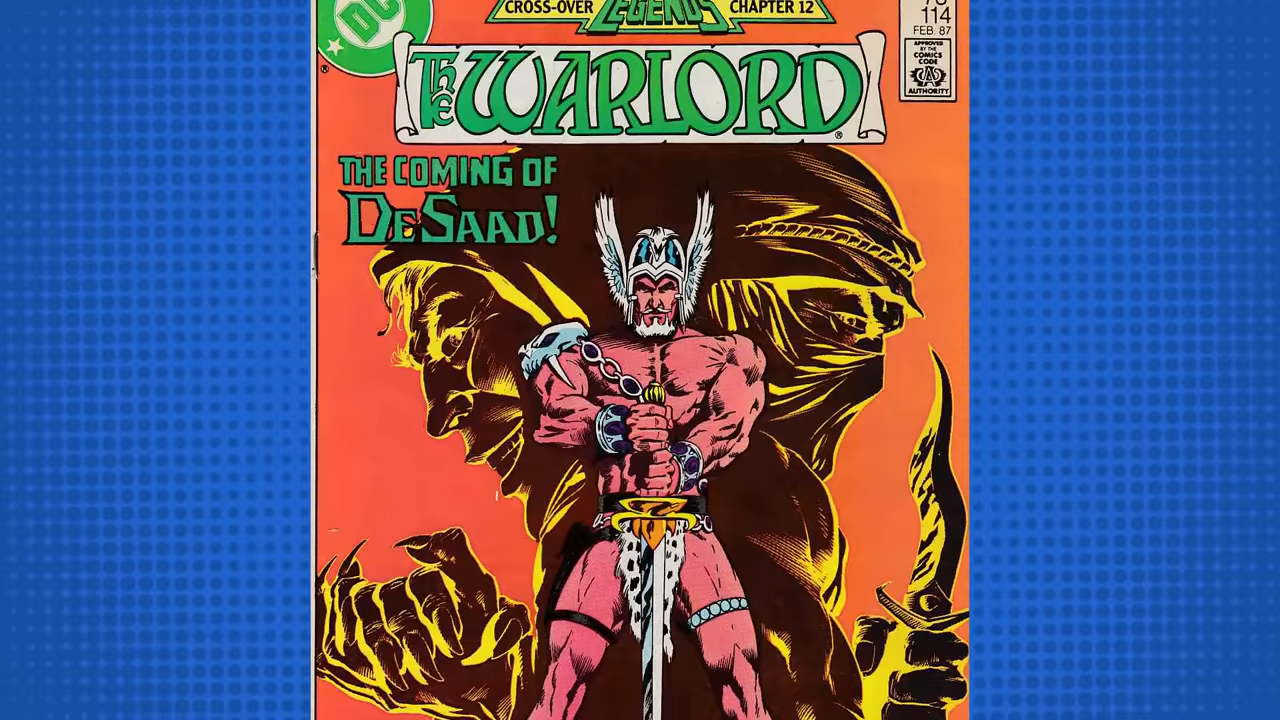 DC
CROSS-OVER LEGENDS CHAPTER 12
114
FEB. 87
APPROVED
BY THE
COMICS
CODE
CA
AUTHORITY
The WARLORD
®
®
THE COMING OF
DESAAD!